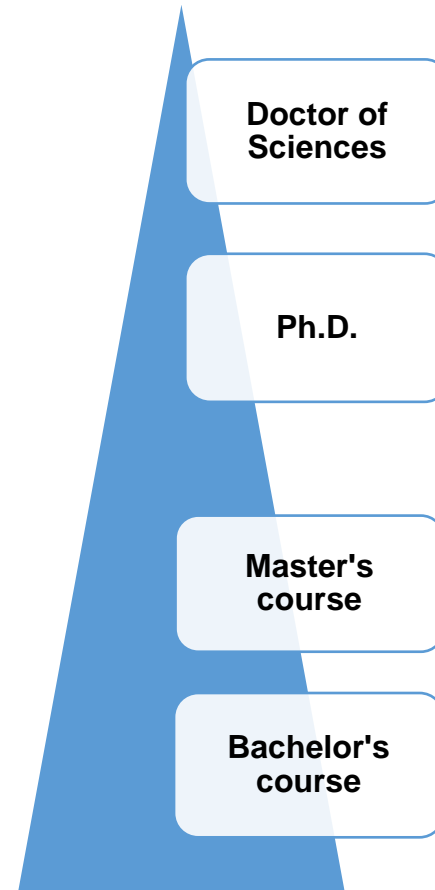 Doctor of
Sciences
Ph.D.
Master's
course
Bachelor's
course